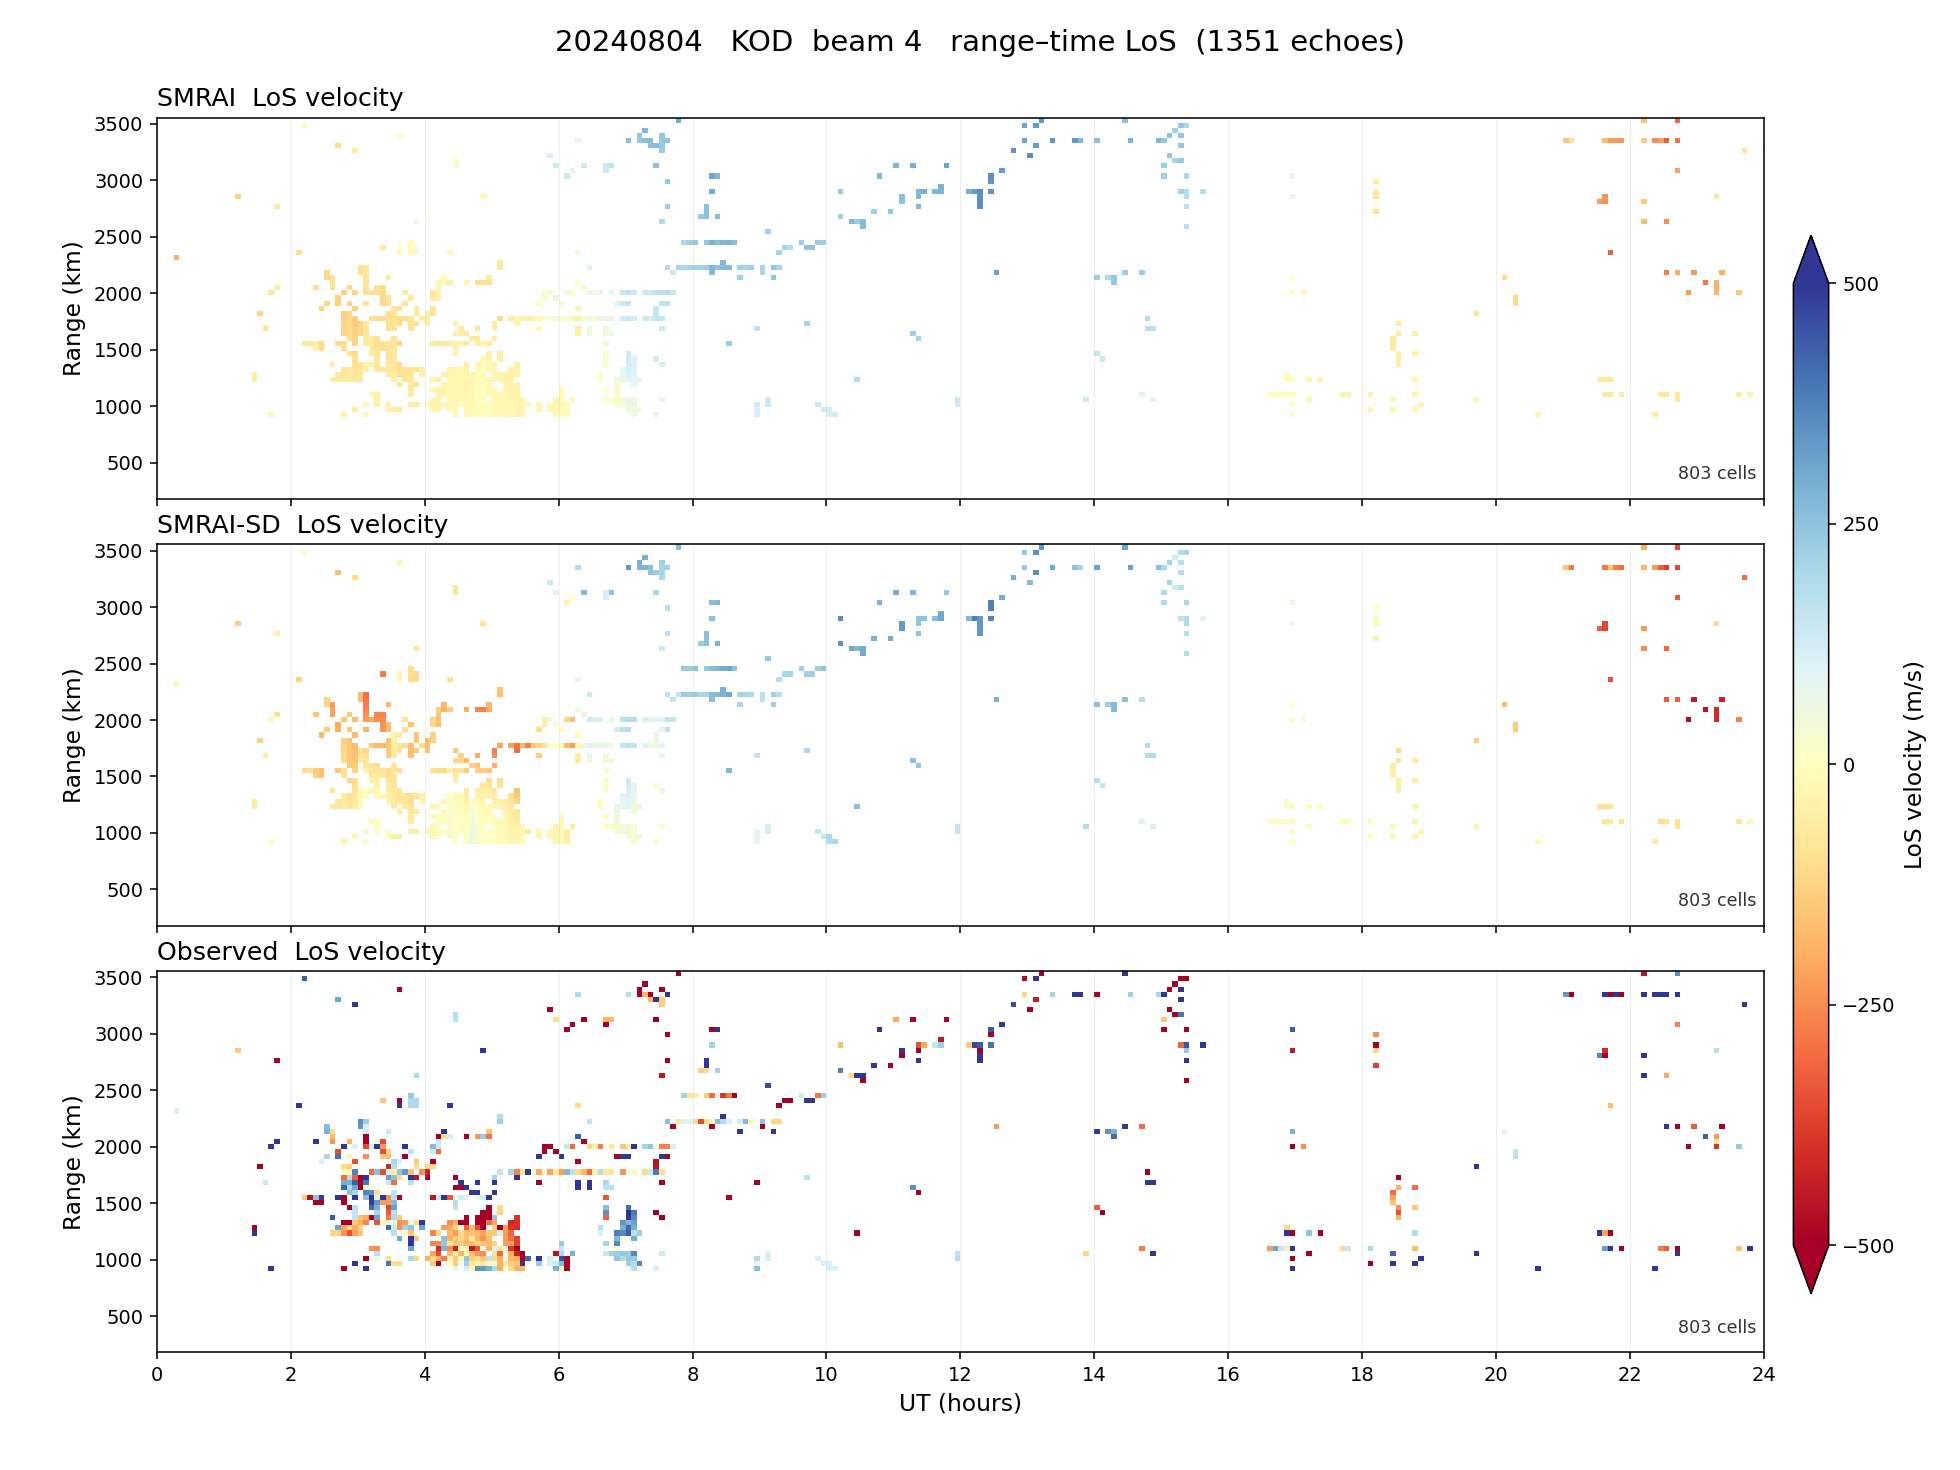 20240804   KOD  beam 4   range–time LoS  (1351 echoes)
SMRAI  LoS velocity
3500
3000
2500
2000
1500
1000
500
Range (km)
803 cells
SMRAI-SD  LoS velocity
3500
3000
2500
2000
1500
1000
500
Range (km)
803 cells
Observed  LoS velocity
3500
3000
2500
2000
1500
1000
500
Range (km)
803 cells
0 2 4 6 8 10 12 14 16 18 20 22 24
UT (hours)
500
250
0
−250
−500
LoS velocity (m/s)